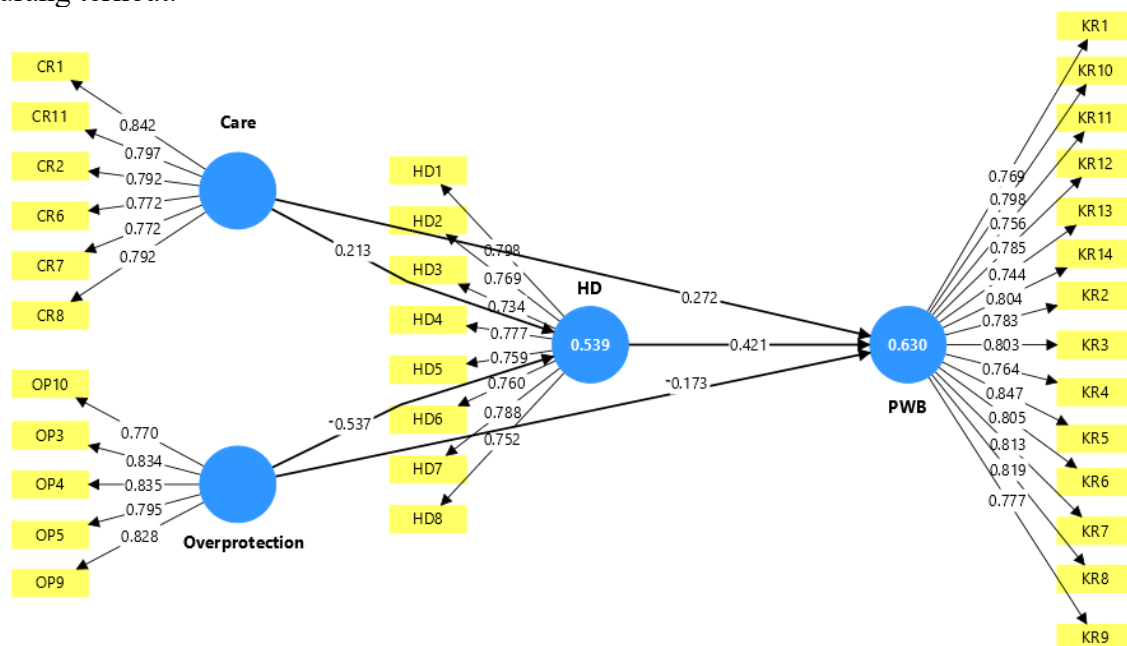 CR1
CR11
CR2
CR6
CR7
CR8
0.842
0.797
0.792
0.772
0.772
0.792
Care
OP10
OP3
OP4
OP5
OP9
0.770
0.834
0.835
0.795
0.828
Overprotection
0.213
-0.537
0.272
0.421
-0.173
HD1
HD2
HD3
HD4
HD5
HD6
HD7
HD8
0.798
0.769
0.734
0.777
0.759
0.760
0.788
0.752
HD
0.539
0.630
PWB
0.769
0.798
0.756
0.785
0.744
0.804
0.783
0.803
0.764
0.847
0.805
0.813
0.819
0.777
KR1
KR10
KR11
KR12
KR13
KR14
KR2
KR3
KR4
KR5
KR6
KR7
KR8
KR9